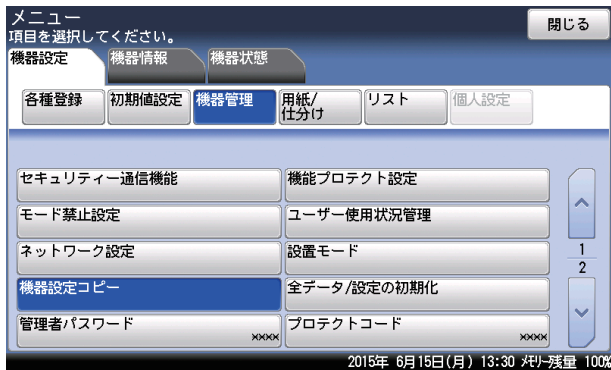 メニュー
項目を選択してください。
閉じる
機器設定 機器情報 機器状態
各種登録 初期値設定 機器管理 用紙/
仕分け リスト 個人設定
セキュリティー通信機能 機能プロテクト設定
モード禁止設定 ユーザー使用状況管理
ネットワーク設定 設置モード
1
2
機器設定コピー 全データ/設定の初期化
管理者パスワード xxxx プロテクトコード xxxx
2015年 6月15日(月) 13:30 ﾒﾓﾘｰ残量 100%